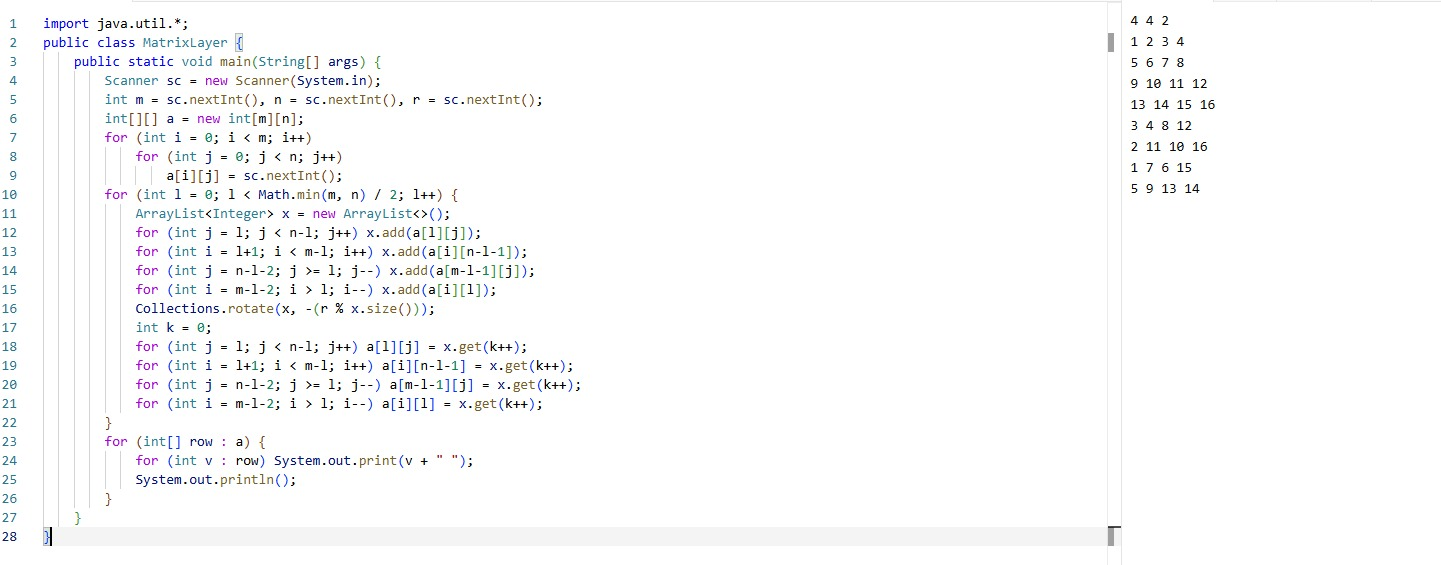 1 import java.util.*;
2 public class MatrixLayer {
3 public static void main(String[] args) {
4 Scanner sc = new Scanner(System.in);
5 int m = sc.nextInt(), n = sc.nextInt(), r = sc.nextInt();
6 int[][] a = new int[m][n];
7 for (int i = 0; i < m; i++)
8 for (int j = 0; j < n; j++)
9 a[i][j] = sc.nextInt();
10 for (int l = 0; l < Math.min(m, n) / 2; l++) {
11 ArrayList<Integer> x = new ArrayList<>();
12 for (int j = l; j < n-l; j++) x.add(a[l][j]);
13 for (int i = l+1; i < m-l; i++) x.add(a[i][n-l-1]);
14 for (int j = n-l-2; j >= l; j--) x.add(a[m-l-1][j]);
15 for (int i = m-l-2; i > l; i--) x.add(a[i][l]);
16 Collections.rotate(x, -(r % x.size()));
17 int k = 0;
18 for (int j = l; j < n-l; j++) a[l][j] = x.get(k++);
19 for (int i = l+1; i < m-l; i++) a[i][n-l-1] = x.get(k++);
20 for (int j = n-l-2; j >= l; j--) a[m-l-1][j] = x.get(k++);
21 for (int i = m-l-2; i > l; i--) a[i][l] = x.get(k++);
22 }
23 for (int[] row : a) {
24 for (int v : row) System.out.print(v + " ");
25 System.out.println();
26 }
27 }
28 }
4 4 2
1 2 3 4
5 6 7 8
9 10 11 12
13 14 15 16
3 4 8 12
2 11 10 16
1 7 6 15
5 9 13 14